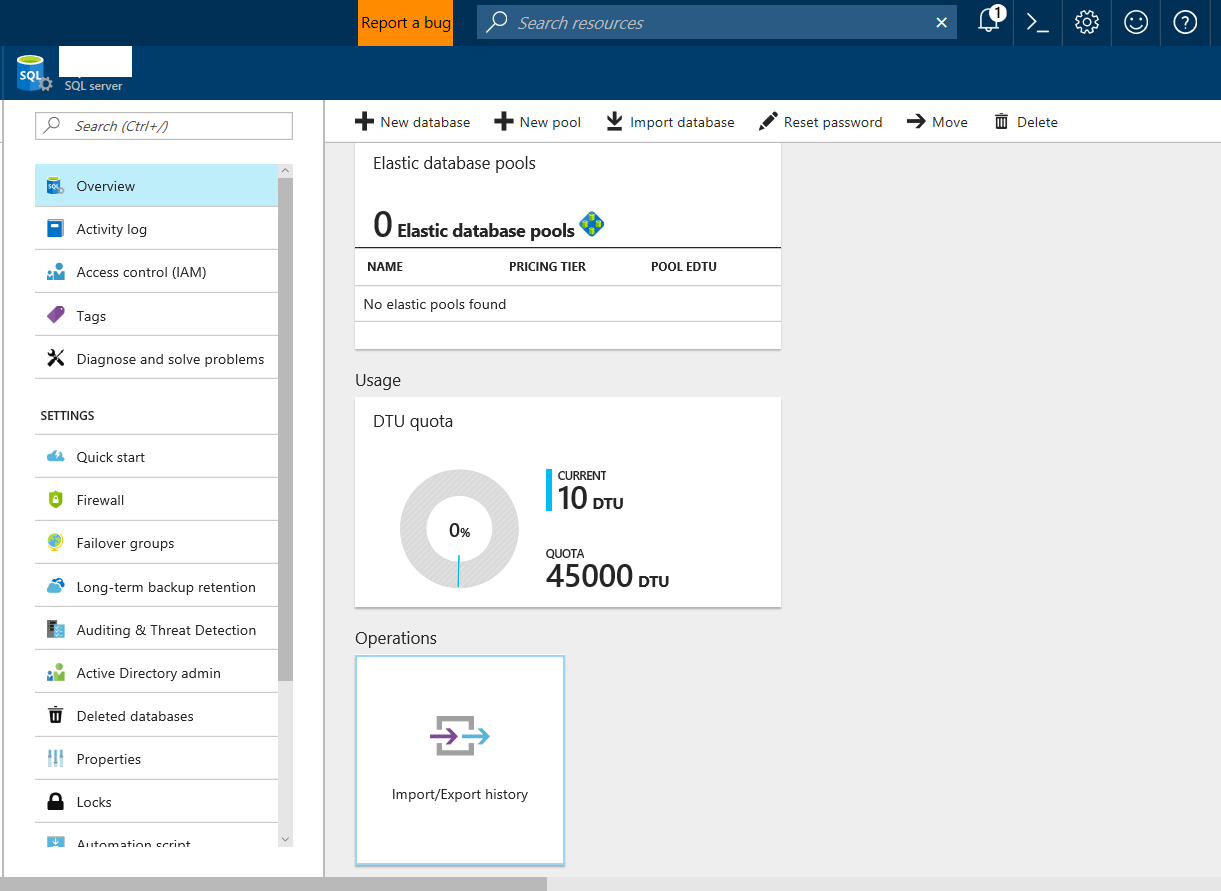 Report a bug
Search resources
1
SQL
SQL server
Search (Ctrl+/)
Overview
Activity log
Access control (IAM)
Tags
Diagnose and solve problems
SETTINGS
Quick start
Firewall
Failover groups
Long-term backup retention
Auditing & Threat Detection
Active Directory admin
Deleted databases
Properties
Locks
Automation script
New database New pool Import database Reset password Move Delete
Elastic database pools
0 Elastic database pools
NAME PRICING TIER POOL EDTU
No elastic pools found
Usage
DTU quota
0%
CURRENT
10 DTU
QUOTA
45000 DTU
Operations
Import/Export history